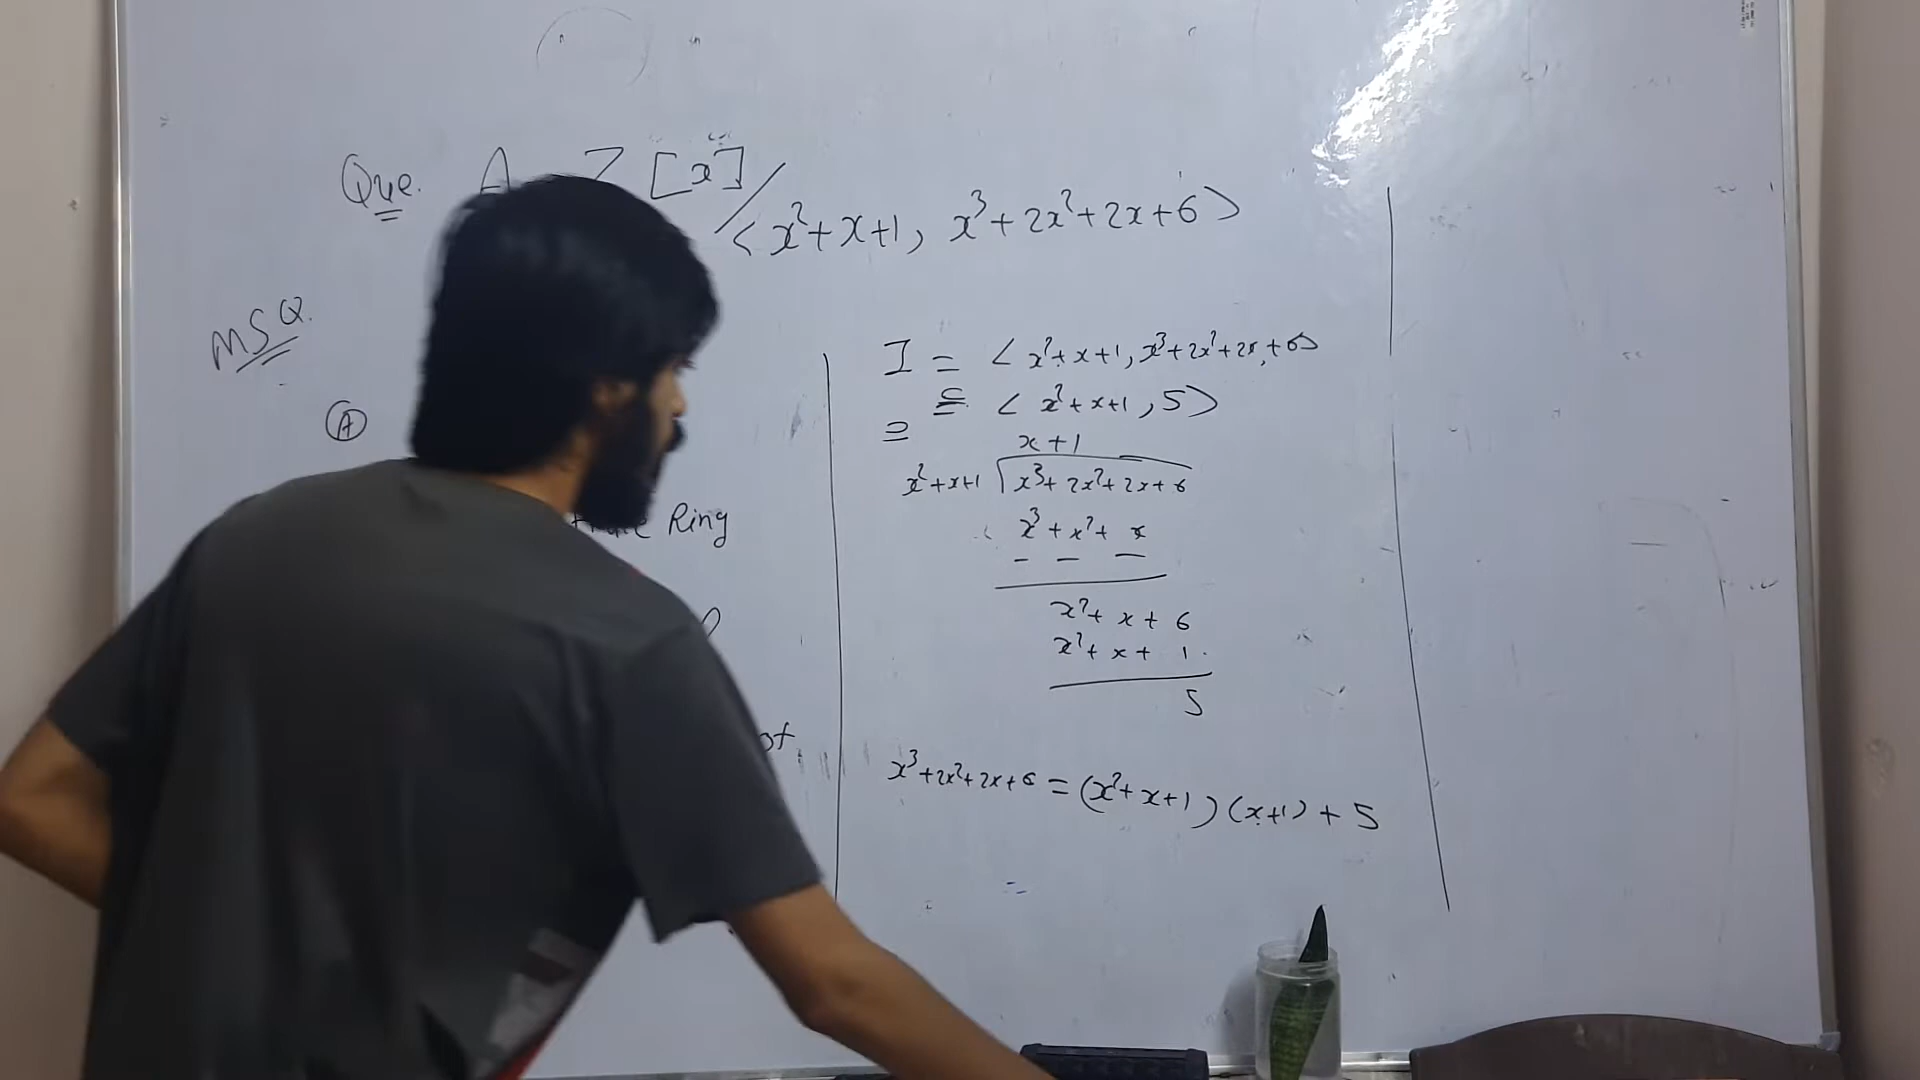 Que. A Z [x] /
< x²+x+1, x³+2x²+2x+6 >
MSQ.
(A)
Ring
I = < x²+x+1, x³+2x²+2x+6 >
⊆ < x²+x+1, 5 >
⊇
x+1
x²+x+1 ) x³+2x²+2x+6
x³+x²+x
- - -
x²+x+6
x²+x+1
5
x³+2x²+2x+6 = (x²+x+1)(x+1)+5
=